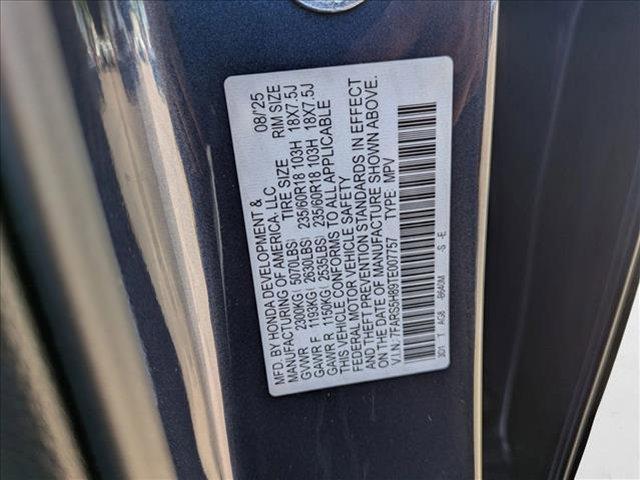 MFD. BY HONDA DEVELOPMENT & 08/25
MANUFACTURING OF AMERICA, LLC
TIRE SIZE RIM SIZE
GVWR 2300KG( 5070LBS) 235/60R18 103H 18X7.5J
GAWR F 1193KG( 2630LBS) 235/60R18 103H 18X7.5J
GAWR R 1150KG( 2535LBS)
THIS VEHICLE CONFORMS TO ALL APPLICABLE
FEDERAL MOTOR VEHICLE SAFETY
AND THEFT PREVENTION STANDARDS IN EFFECT
ON THE DATE OF MANUFACTURE SHOWN ABOVE.
V.I.N: 7FARS5H89TE007757 TYPE: MPV
T AG8 -B640M -S -E